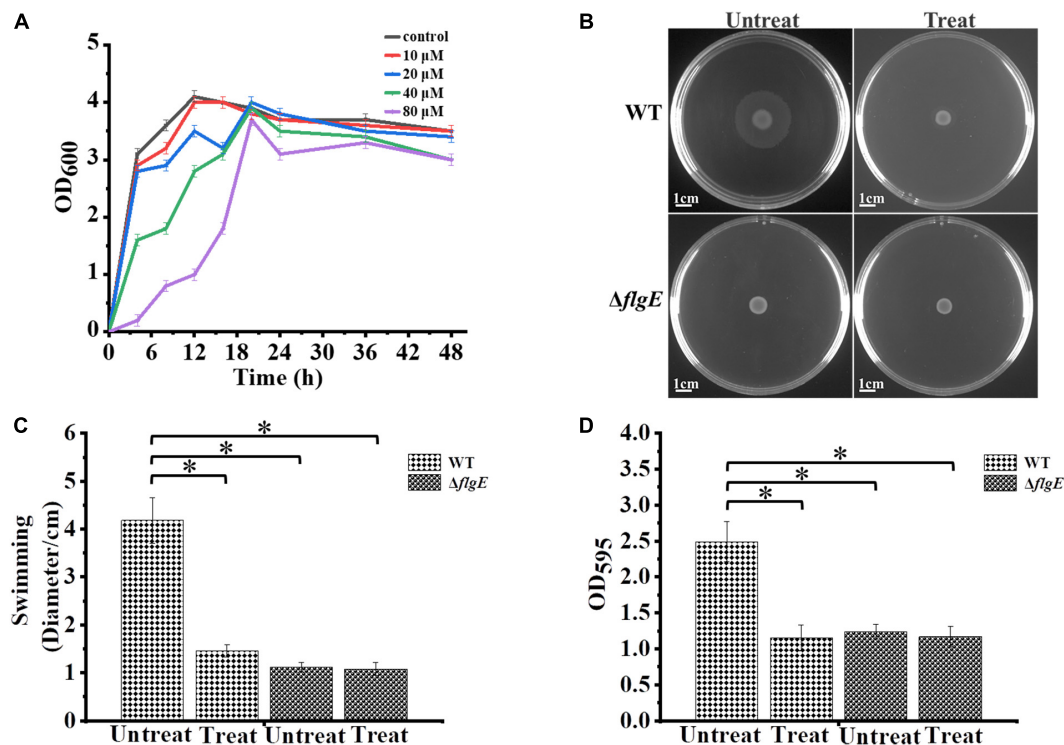 A
control
10 µM
20 µM
40 µM
80 µM
5
4
3
2
1
0
OD600
0 6 12 18 24 30 36 42 48
Time (h)
B
Untreat Treat
WT
1cm 1cm
ΔflgE
1cm 1cm
C
6
5
4
3
2
1
0
Swimming
(Diameter/cm)
* * *
WT
ΔflgE
Untreat Treat Untreat Treat
D
4.0
3.5
3.0
2.5
2.0
1.5
1.0
0.5
0.0
OD595
* * *
WT
ΔflgE
Untreat Treat Untreat Treat